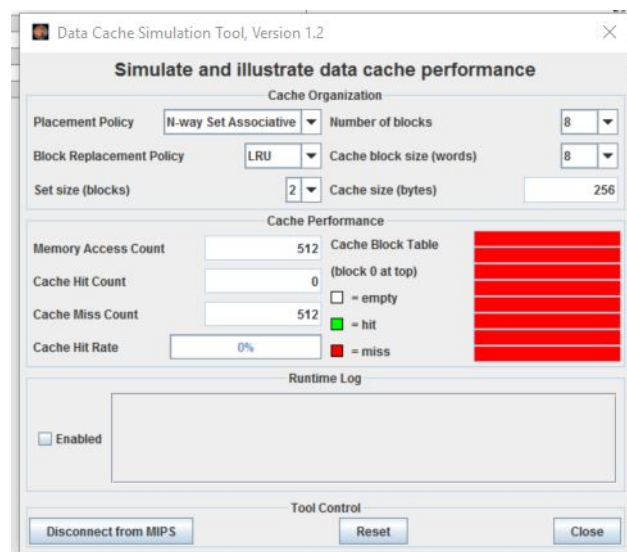 Data Cache Simulation Tool, Version 1.2
Simulate and illustrate data cache performance
Cache Organization
Placement Policy N-way Set Associative Number of blocks 8
Block Replacement Policy LRU Cache block size (words) 8
Set size (blocks) 2 Cache size (bytes) 256
Cache Performance
Memory Access Count 512 Cache Block Table
(block 0 at top)
Cache Hit Count 0
= empty
Cache Miss Count 512
= hit
Cache Hit Rate 0%
= miss
Runtime Log
Enabled
Tool Control
Disconnect from MIPS Reset Close